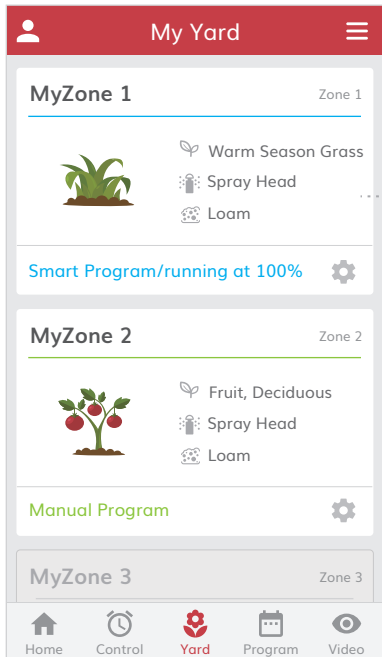 My Yard
MyZone 1 Zone 1
Warm Season Grass
Spray Head
Loam
Smart Program/running at 100%
MyZone 2 Zone 2
Fruit, Deciduous
Spray Head
Loam
Manual Program
MyZone 3 Zone 3
Home Control Yard Program Video